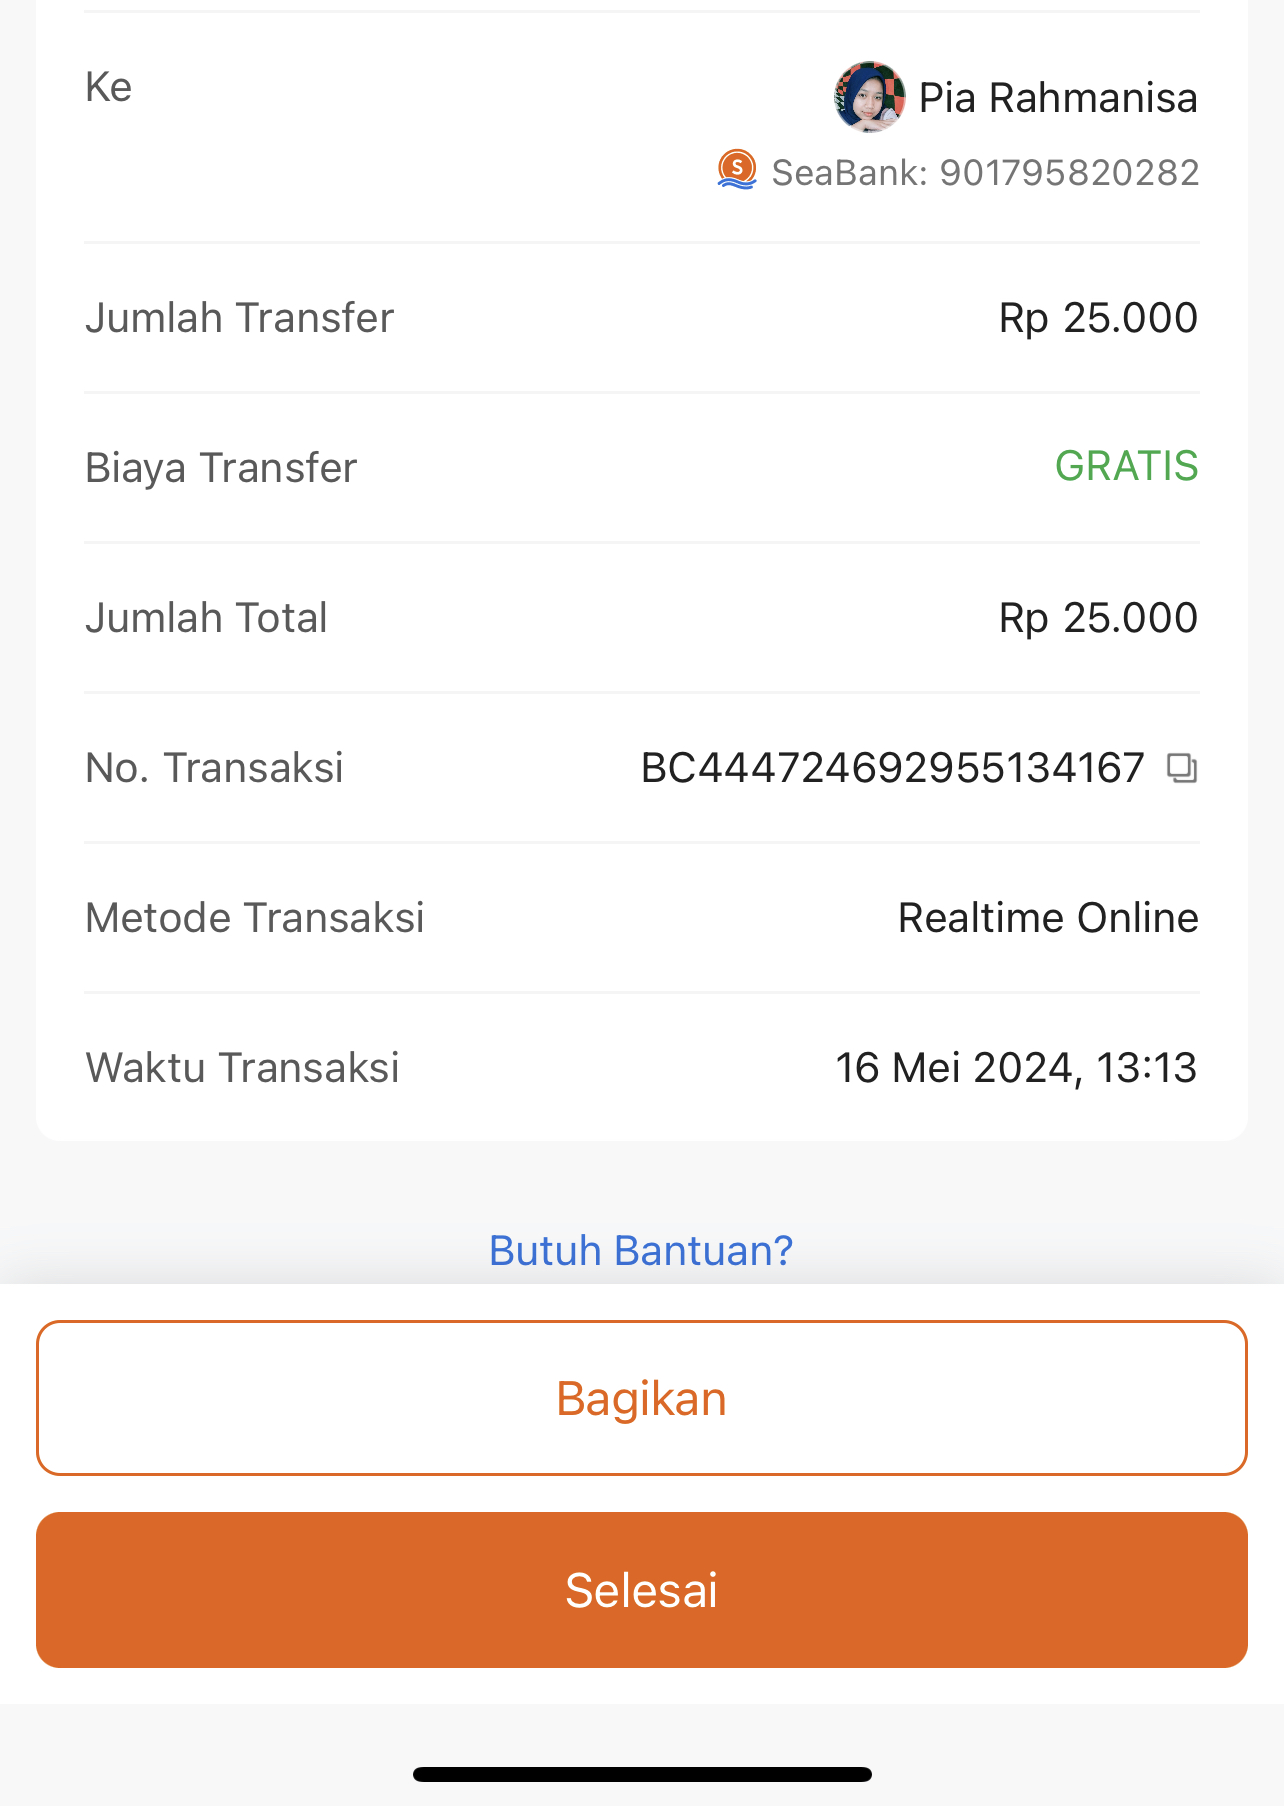 Ke
Pia Rahmanisa
S SeaBank: 901795820282
Jumlah Transfer Rp 25.000
Biaya Transfer GRATIS
Jumlah Total Rp 25.000
No. Transaksi BC444724692955134167
Metode Transaksi Realtime Online
Waktu Transaksi 16 Mei 2024, 13:13
Butuh Bantuan?
Bagikan
Selesai